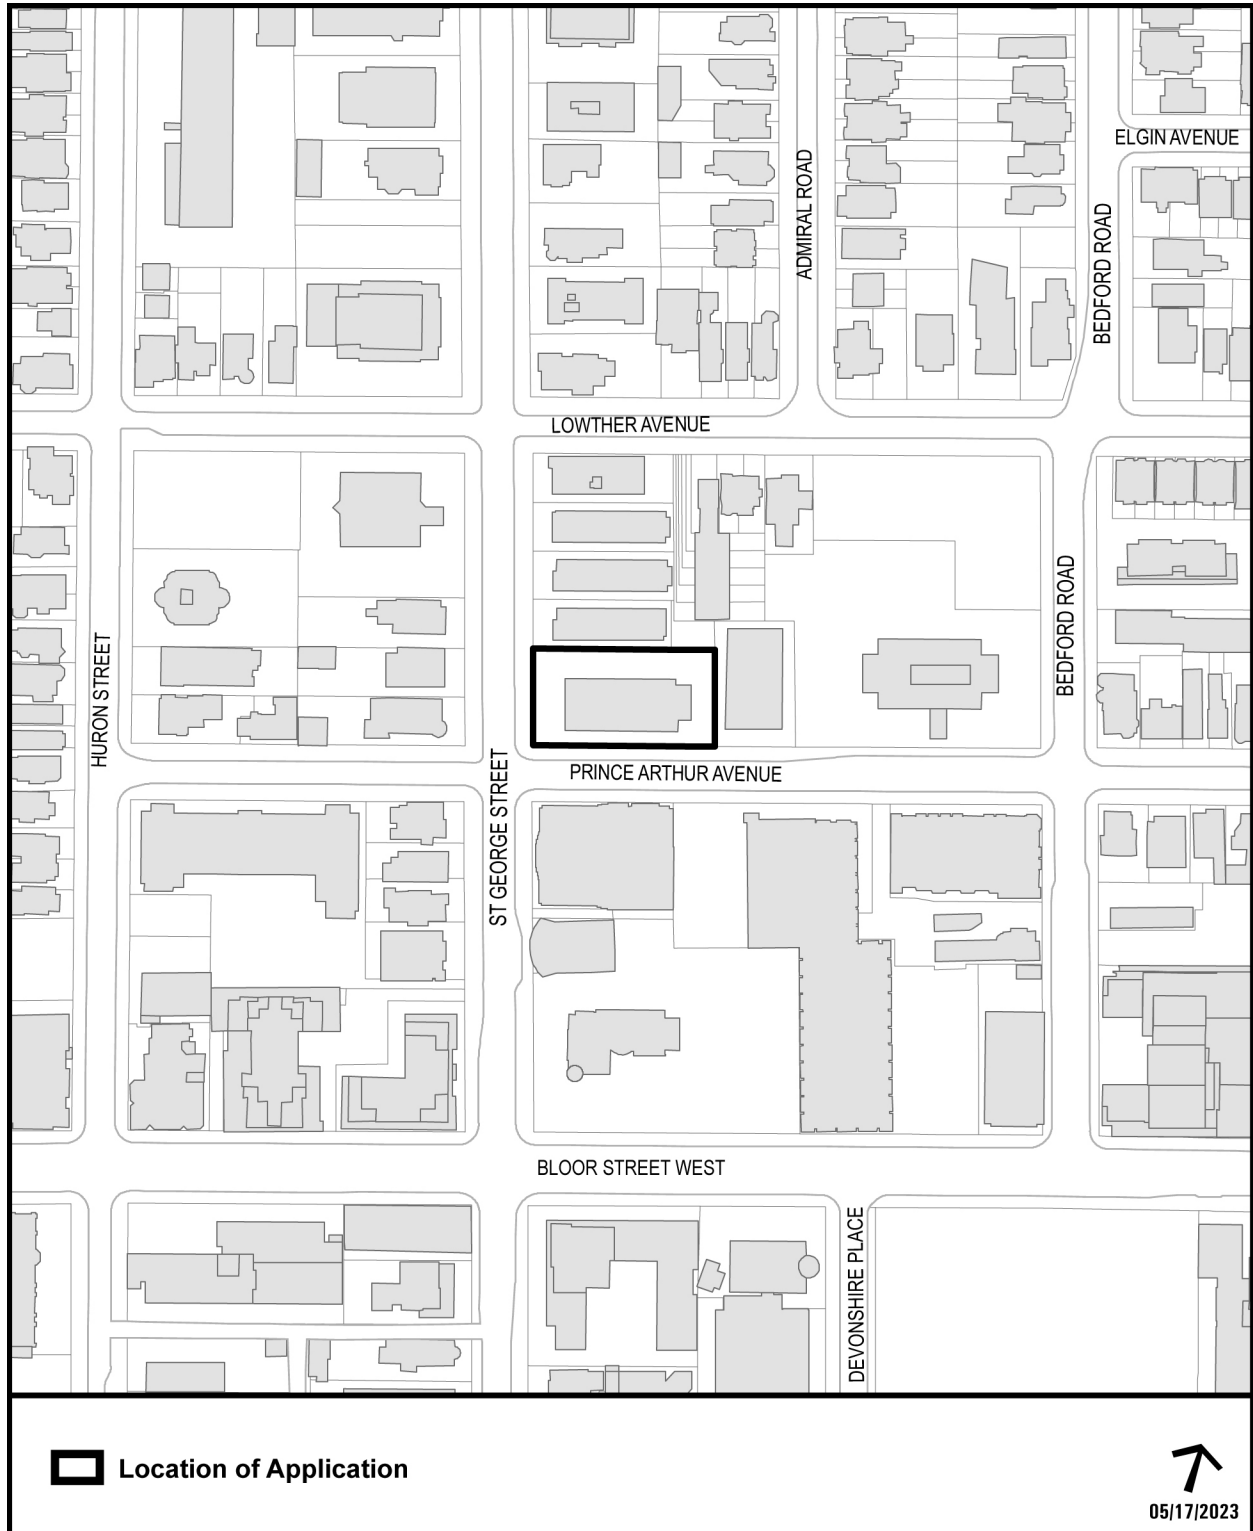 ELGIN AVENUE
ADMIRAL ROAD
BEDFORD ROAD
LOWTHER AVENUE
BEDFORD ROAD
HURON STREET
ST GEORGE STREET
PRINCE ARTHUR AVENUE
BLOOR STREET WEST
DEVONSHIRE PLACE
Location of Application
05/17/2023